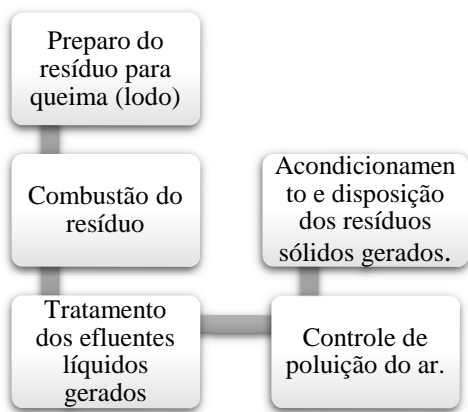 Preparo do
resíduo para
queima (lodo)
Combustão do
resíduo
Tratamento
dos efluentes
líquidos
gerados
Controle de
poluição do ar.
Acondicionamen
to e disposição
dos resíduos
sólidos gerados.